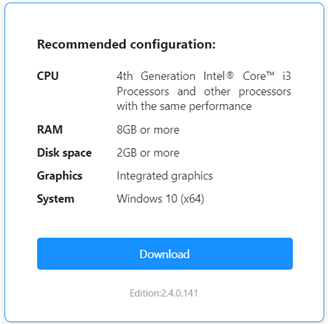 Recommended configuration:
CPU 4th Generation Intel® Core™ i3
Processors and other processors
with the same performance
RAM 8GB or more
Disk space 2GB or more
Graphics Integrated graphics
System Windows 10 (x64)
Download
Edition:2.4.0.141